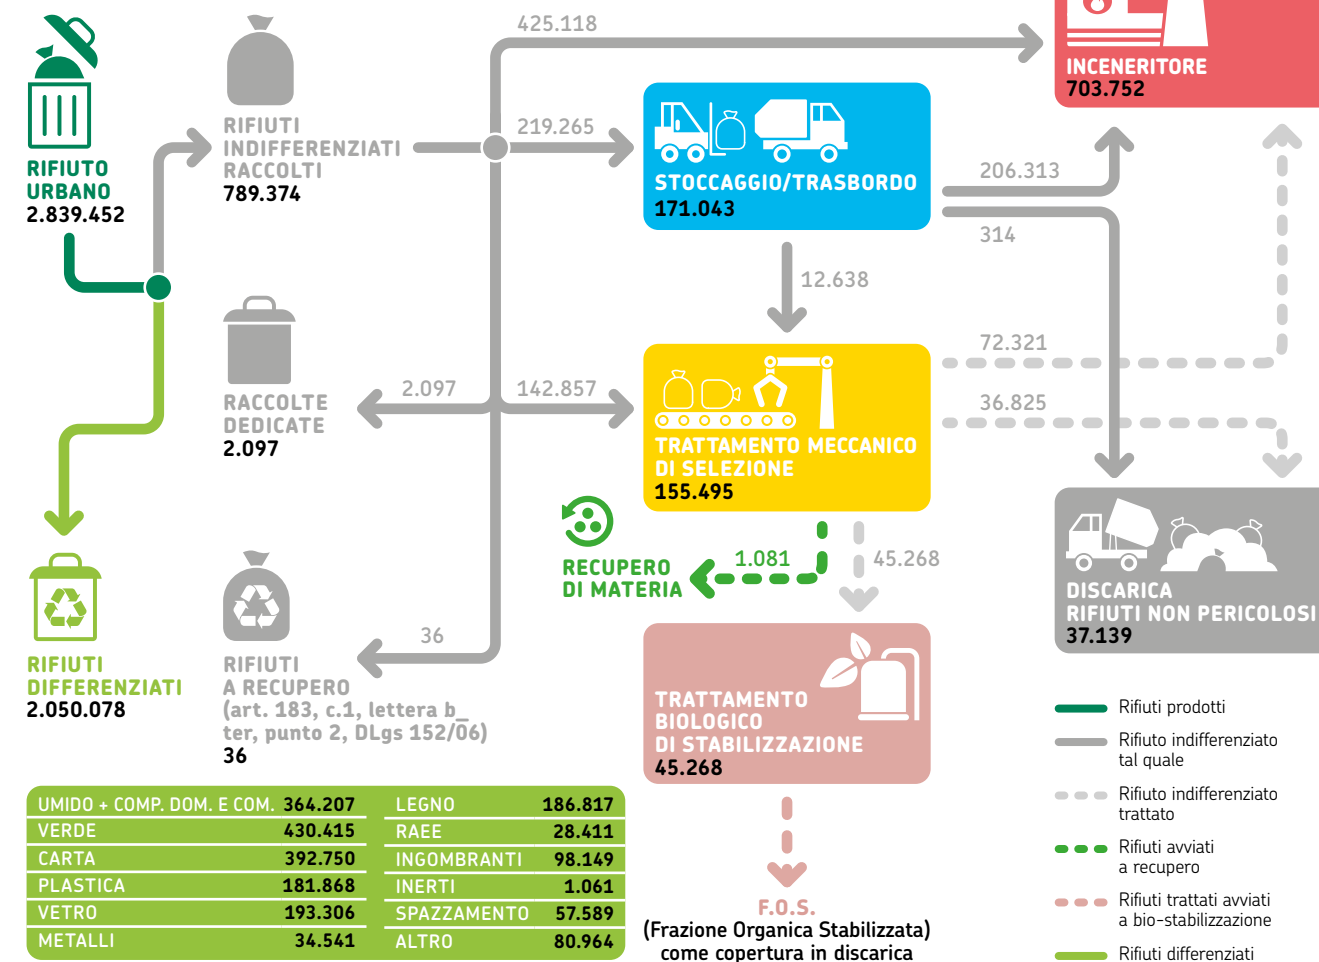 425.118
INCENERITORE
703.752
RIFIUTI
INDIFFERENZIATI
RACCOLTI
789.374
219.265
RIFIUTO
URBANO
2.839.452
STOCCAGGIO/TRASBORDO
171.043
206.313
314
12.638
72.321
36.825
RACCOLTE
DEDICATE
2.097
2.097
142.857
TRATTAMENTO MECCANICO
DI SELEZIONE
155.495
RECUPERO
DI MATERIA
1.081
45.268
DISCARICA
RIFIUTI NON PERICOLOSI
37.139
RIFIUTI
DIFFERENZIATI
2.050.078
36
RIFIUTI
A RECUPERO
(art. 183, c.1, lettera b_
ter, punto 2, DLgs 152/06)
36
TRATTAMENTO
BIOLOGICO
DI STABILIZZAZIONE
45.268
UMIDO + COMP. DOM. E COM. 364.207
VERDE 430.415
CARTA 392.750
PLASTICA 181.868
VETRO 193.306
METALLI 34.541
LEGNO 186.817
RAEE 28.411
INGOMBRANTI 98.149
INERTI 1.061
SPAZZAMENTO 57.589
ALTRO 80.964
F.O.S.
(Frazione Organica Stabilizzata)
come copertura in discarica
Rifiuti prodotti
Rifiuto indifferenziato
tal quale
Rifiuto indifferenziato
trattato
Rifiuti avviati
a recupero
Rifiuti trattati avviati
a bio-stabilizzazione
Rifiuti differenziati